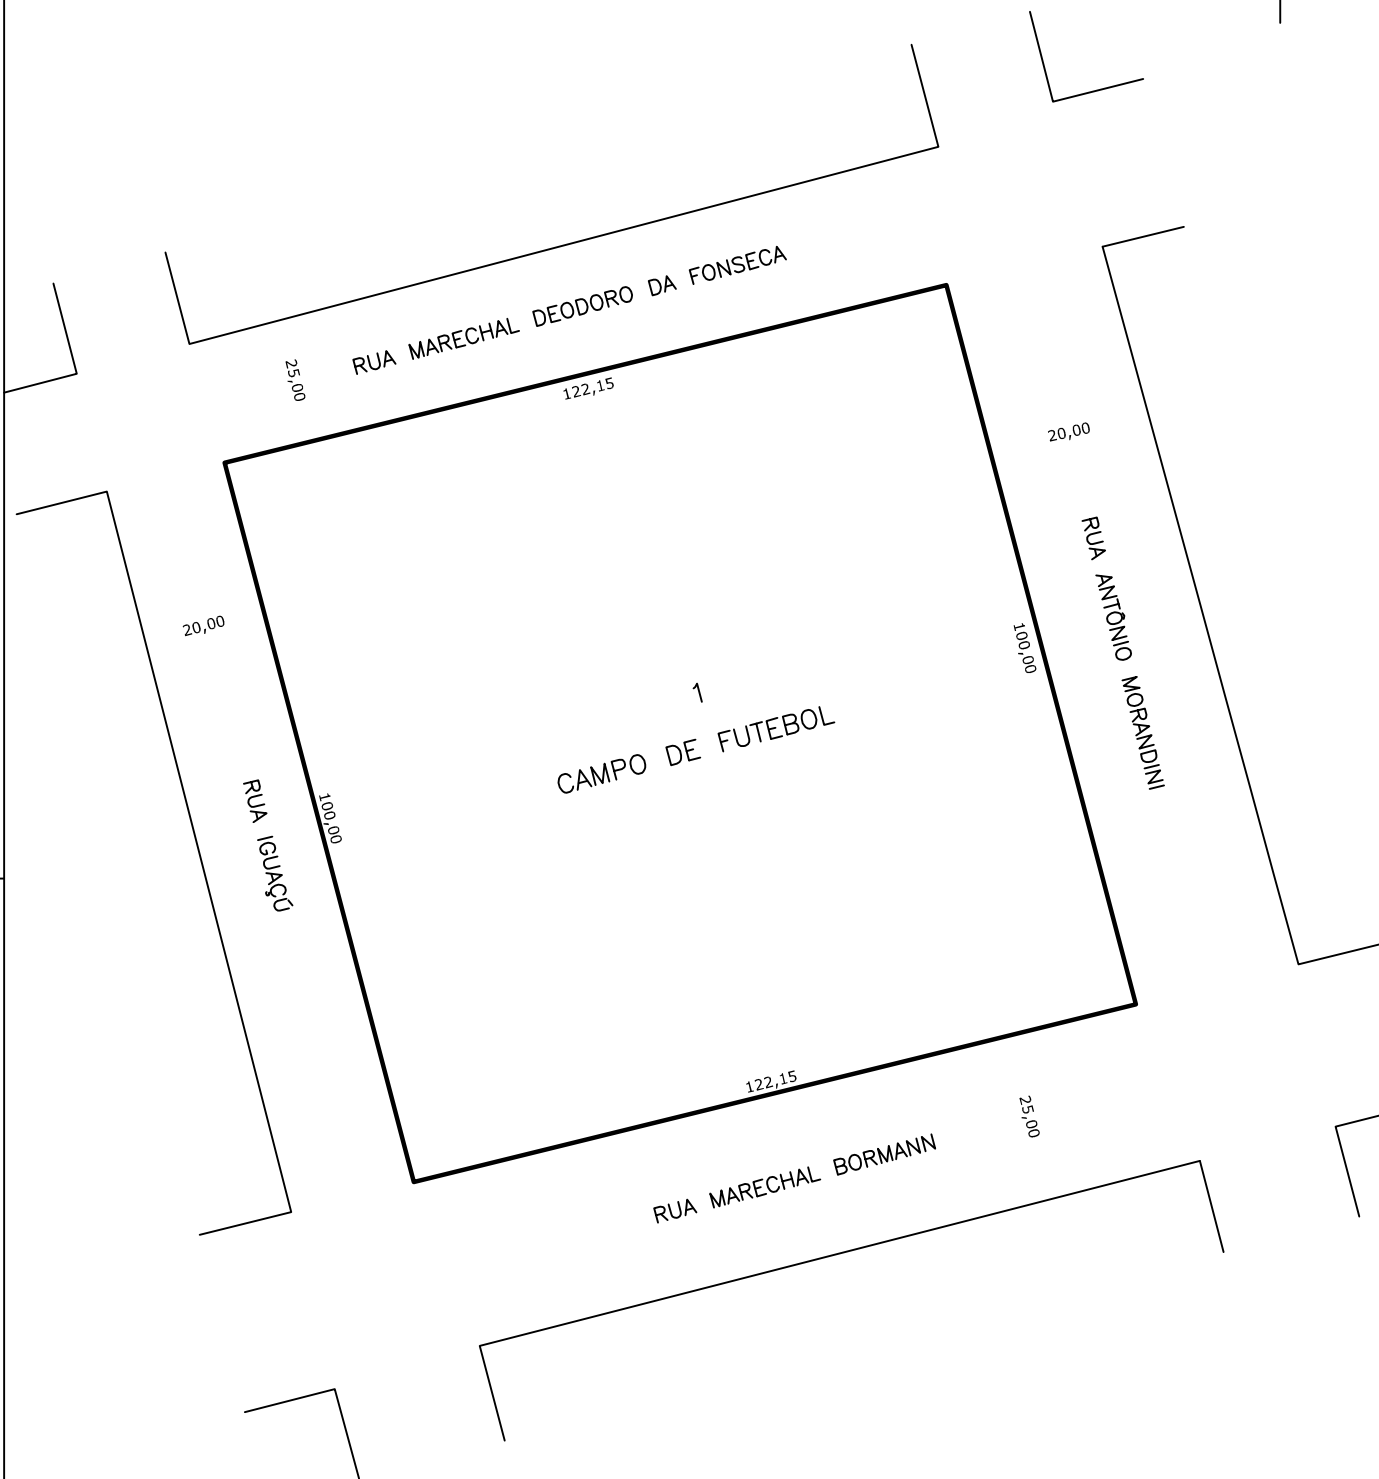 RUA MARECHAL DEODORO DA FONSECA
25,00
122,15
20,00
RUA ANTÔNIO MORANDINI
100,00
20,00
RUA IGUAÇÚ
100,00
1
CAMPO DE FUTEBOL
122,15
25,00
RUA MARECHAL BORMANN